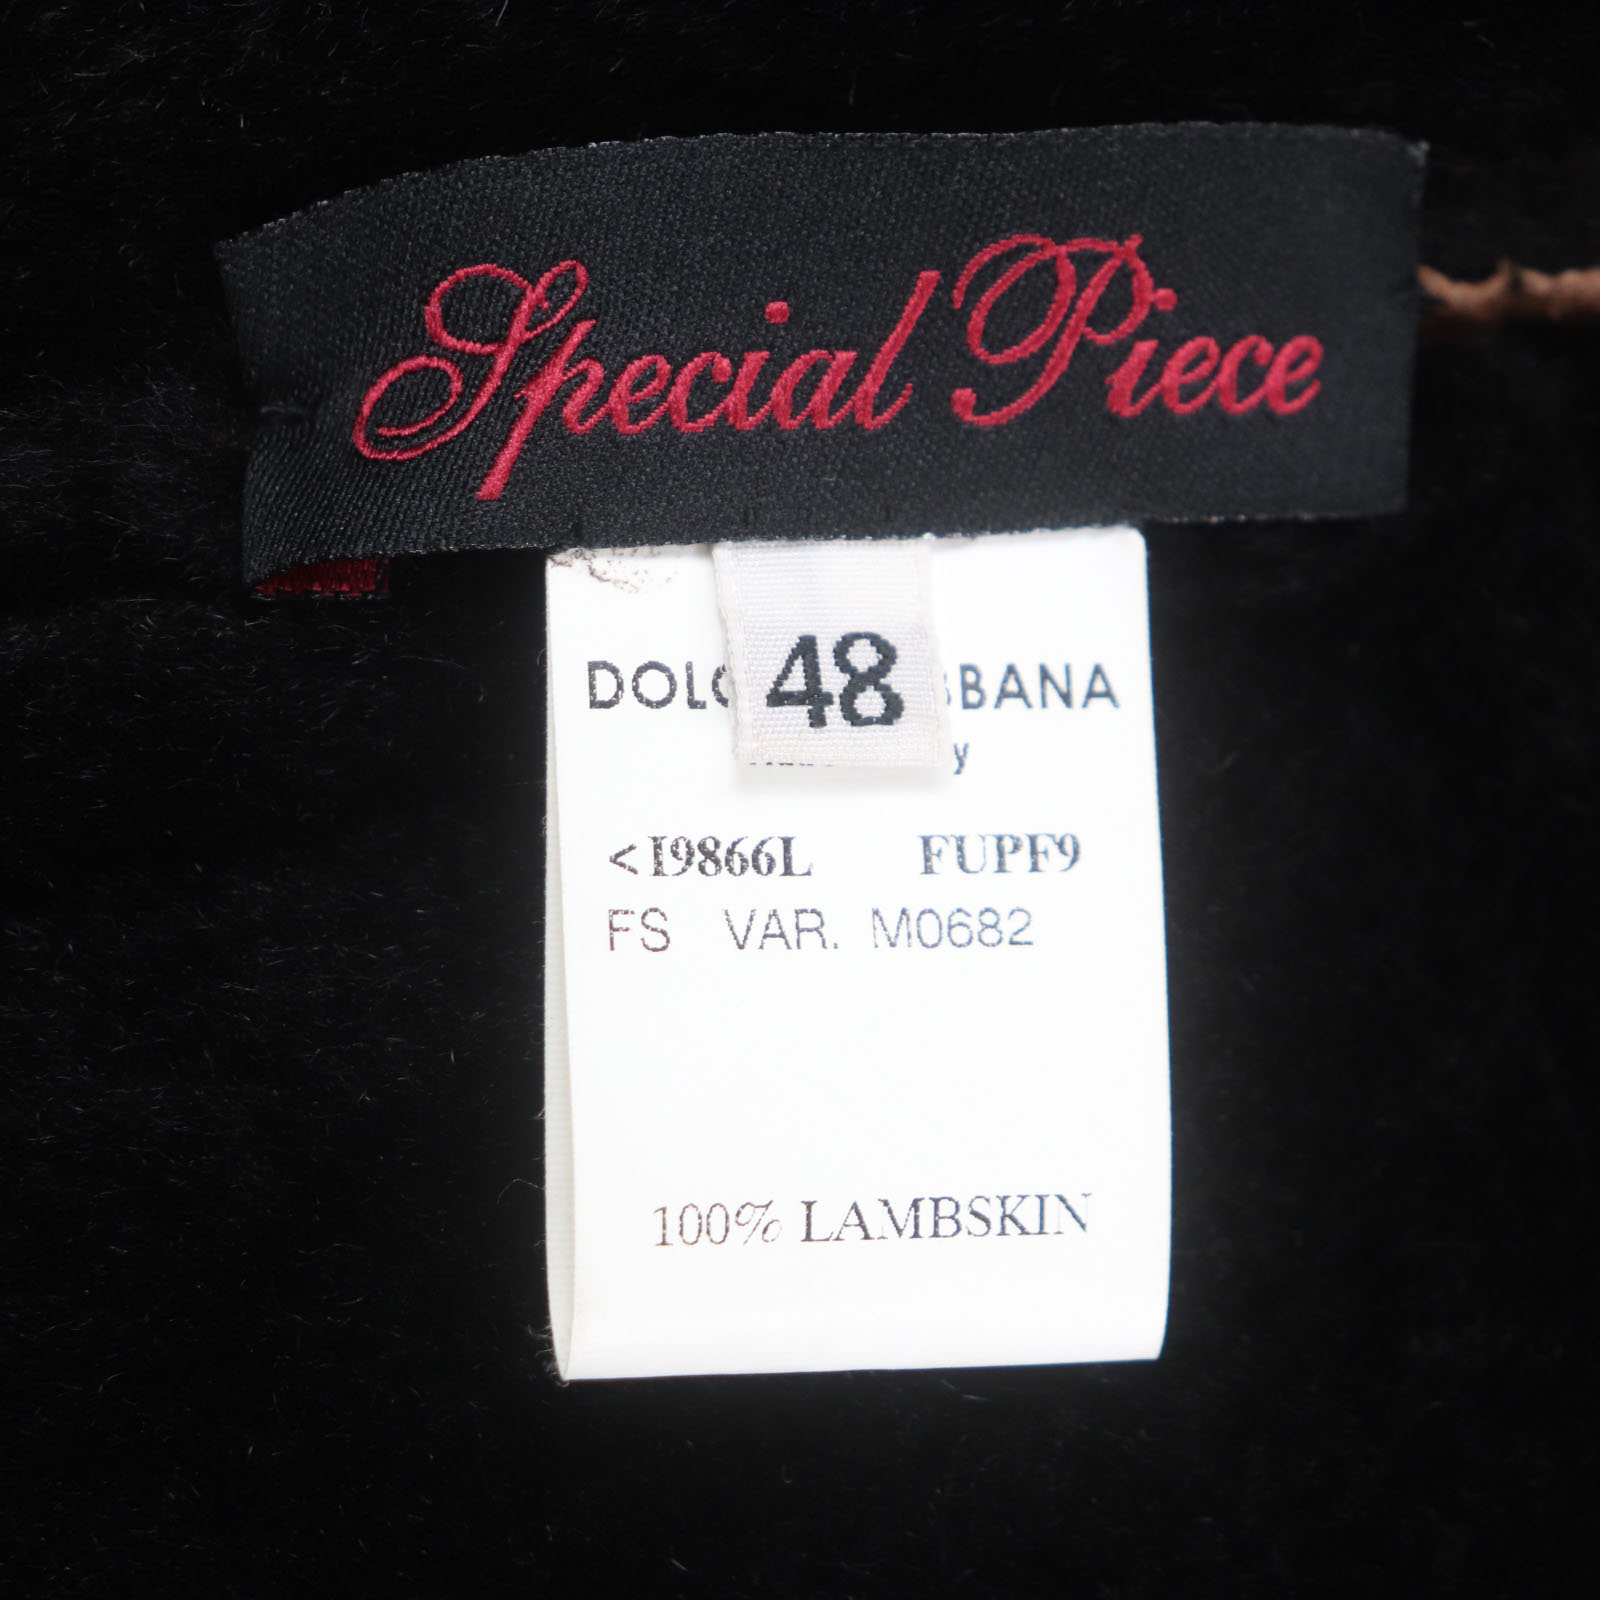 Special Piece
48
DOLC BBANA
y
<I9866L FUPF9
FS VAR. M0682
100% LAMBSKIN